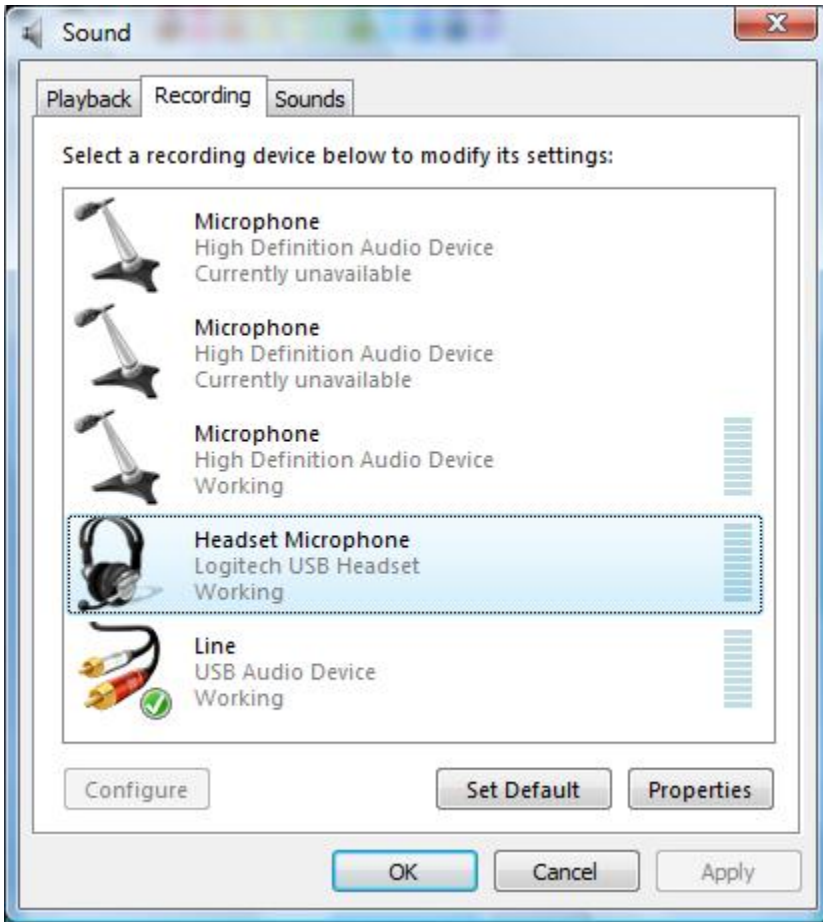 Sound
Playback Recording Sounds
Select a recording device below to modify its settings:
Microphone
High Definition Audio Device
Currently unavailable
Microphone
High Definition Audio Device
Currently unavailable
Microphone
High Definition Audio Device
Working
Headset Microphone
Logitech USB Headset
Working
Line
USB Audio Device
Working
Configure Set Default Properties
OK Cancel Apply